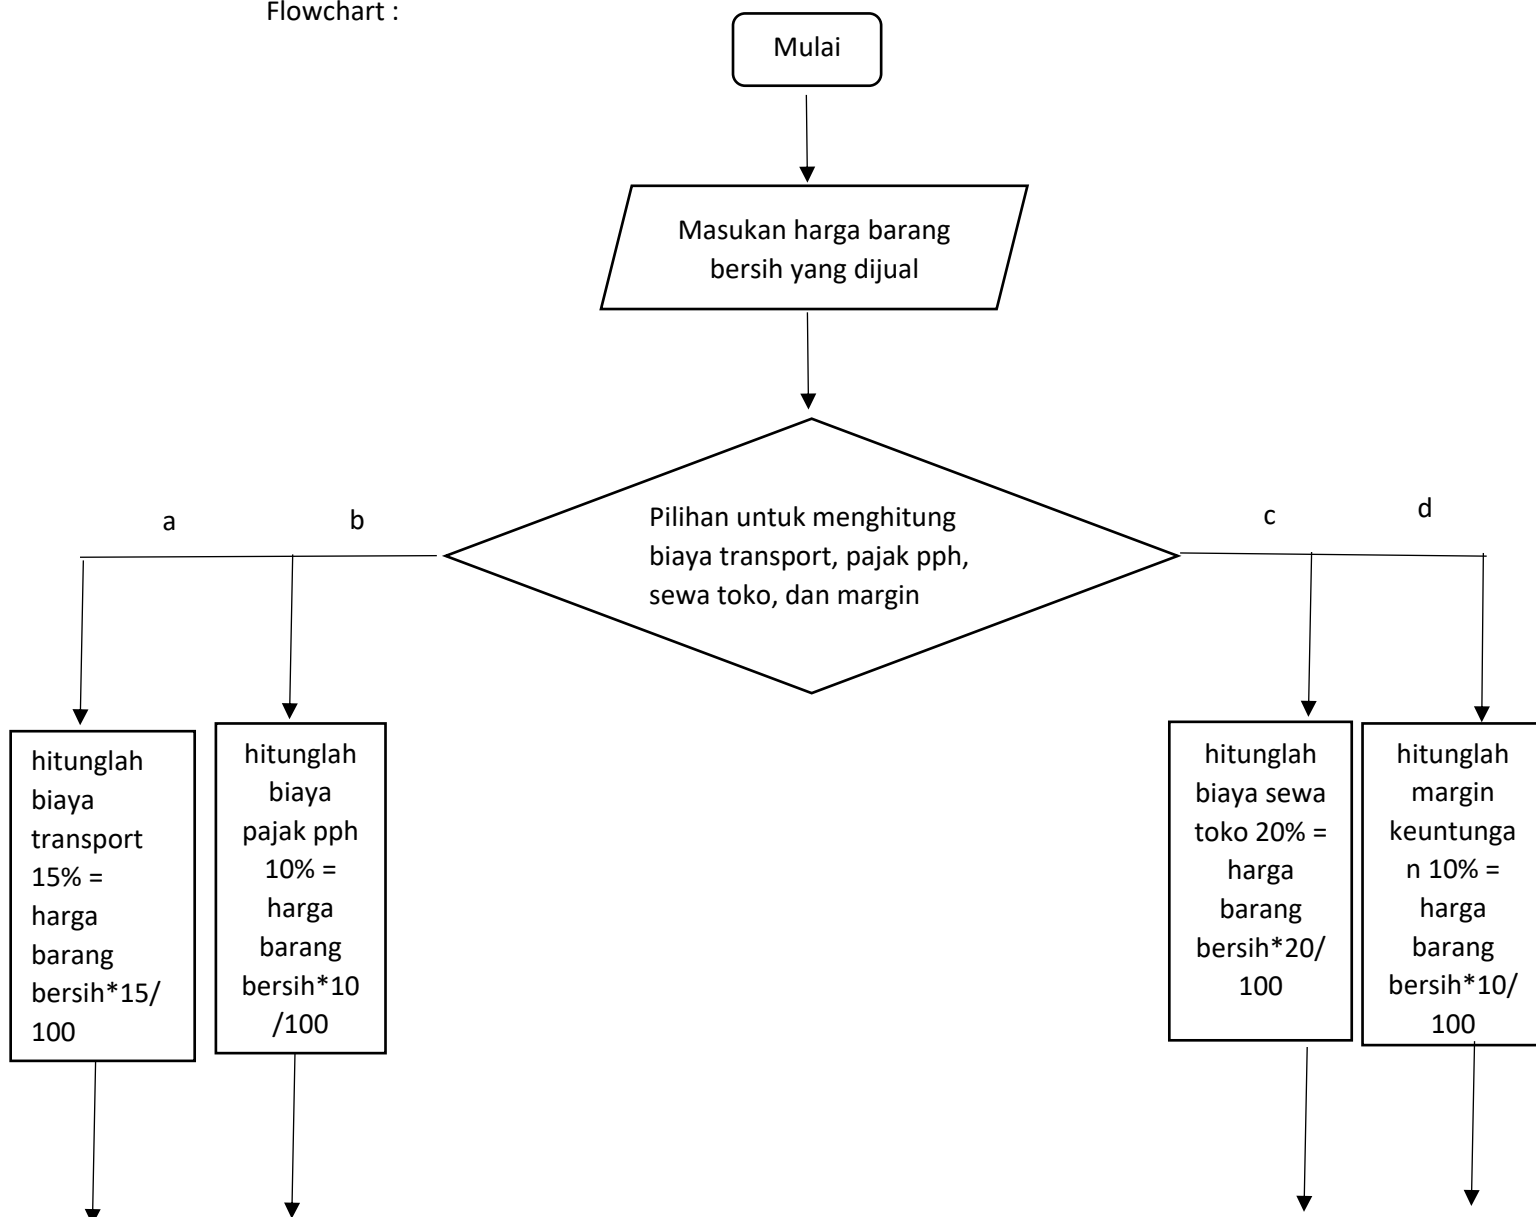 Flowchart :
Mulai
Masukan harga barang
bersih yang dijual
a
b
Pilihan untuk menghitung
biaya transport, pajak pph,
sewa toko, dan margin
c
d
hitunglah
biaya
transport
15% =
harga
barang
bersih*15/
100
hitunglah
biaya
pajak pph
10% =
harga
barang
bersih*10
/100
hitunglah
biaya sewa
toko 20% =
harga
barang
bersih*20/
100
hitunglah
margin
keuntunga
n 10% =
harga
barang
bersih*10/
100